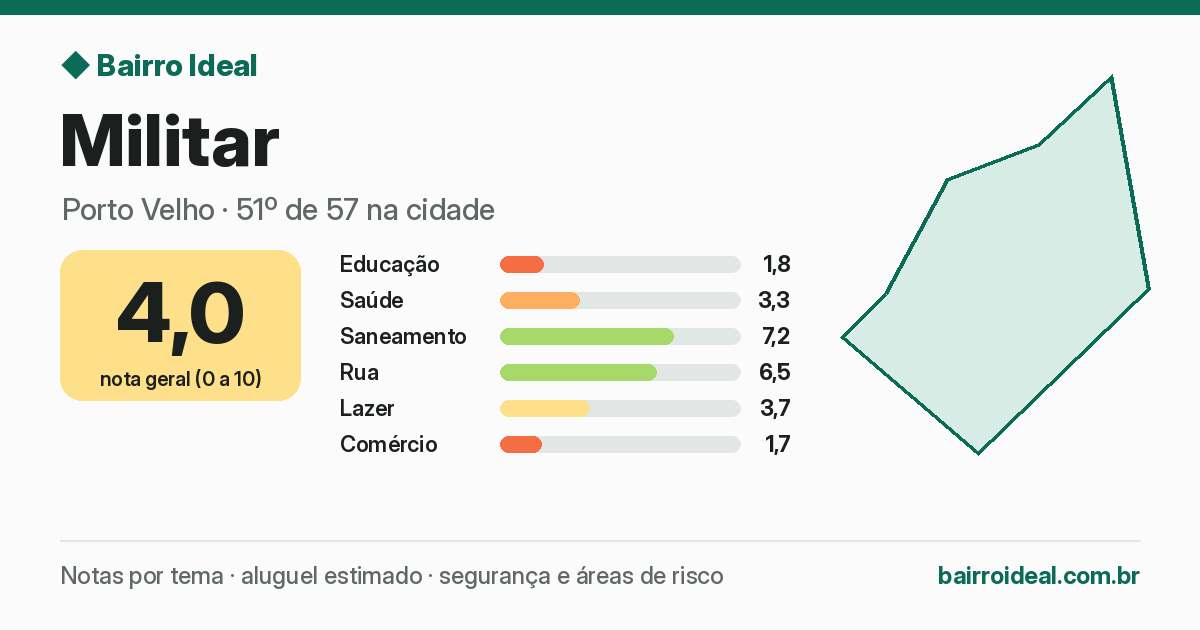 Bairro Ideal
Militar
Porto Velho · 51º de 57 na cidade
4,0
nota geral (0 a 10)
Educação 1,8
Saúde 3,3
Saneamento 7,2
Rua 6,5
Lazer 3,7
Comércio 1,7
Notas por tema · aluguel estimado · segurança e áreas de risco
bairroideal.com.br